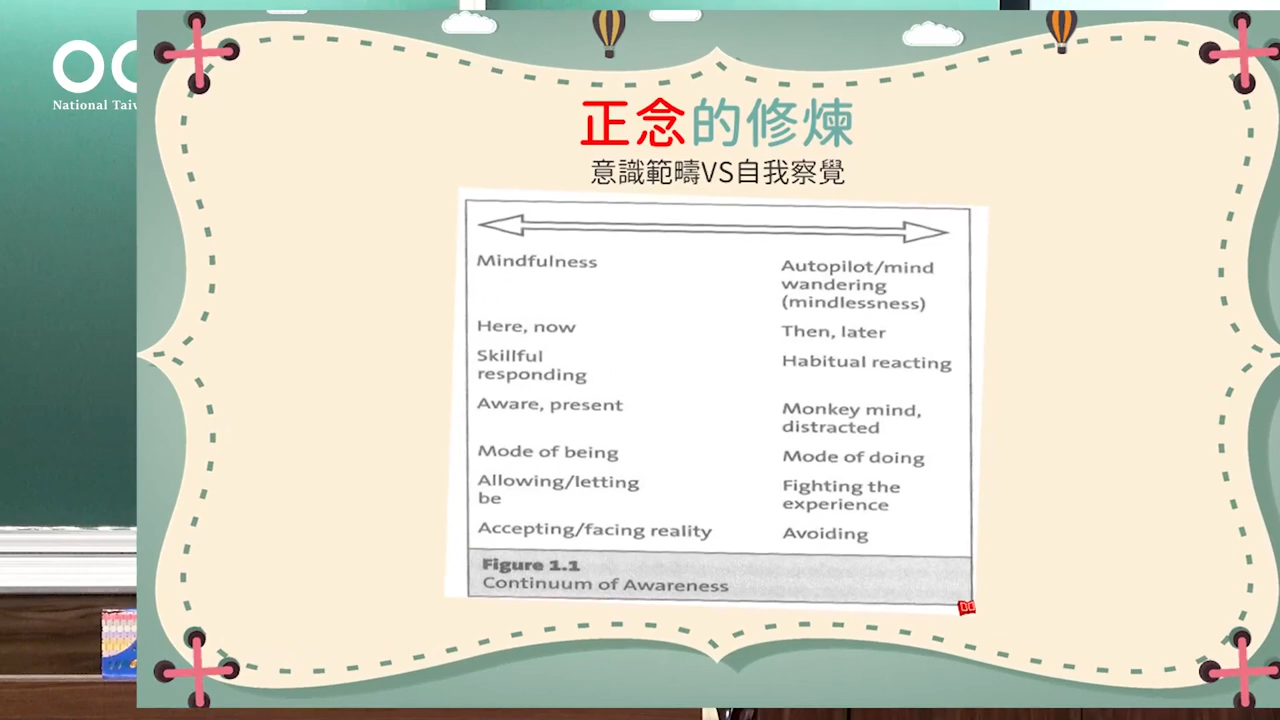 National
正念的修煉
意識範疇VS自我察覺
Mindfulness
Autopilot/mind
wandering
(mindlessness)
Here, now
Then, later
Skillful
responding
Habitual reacting
Aware, present
Monkey mind,
distracted
Mode of being
Mode of doing
Allowing/letting
be
Fighting the
experience
Accepting/facing reality
Avoiding
Figure 1.1
Continuum of Awareness